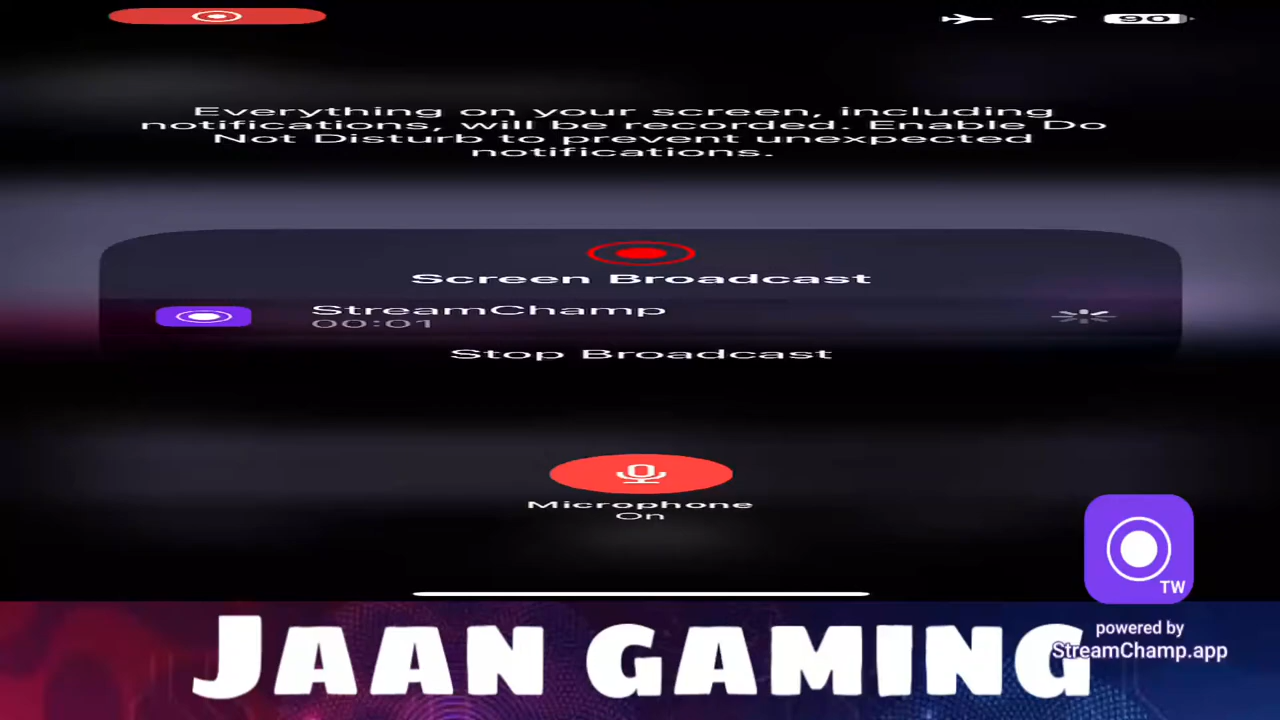 90
Everything on your screen, including
notifications, will be recorded. Enable Do
Not Disturb to prevent unexpected
notifications.
Screen Broadcast
StreamChamp
00:01
Stop Broadcast
Microphone
On
TW
powered by
StreamChamp.app
JAAN GAMING